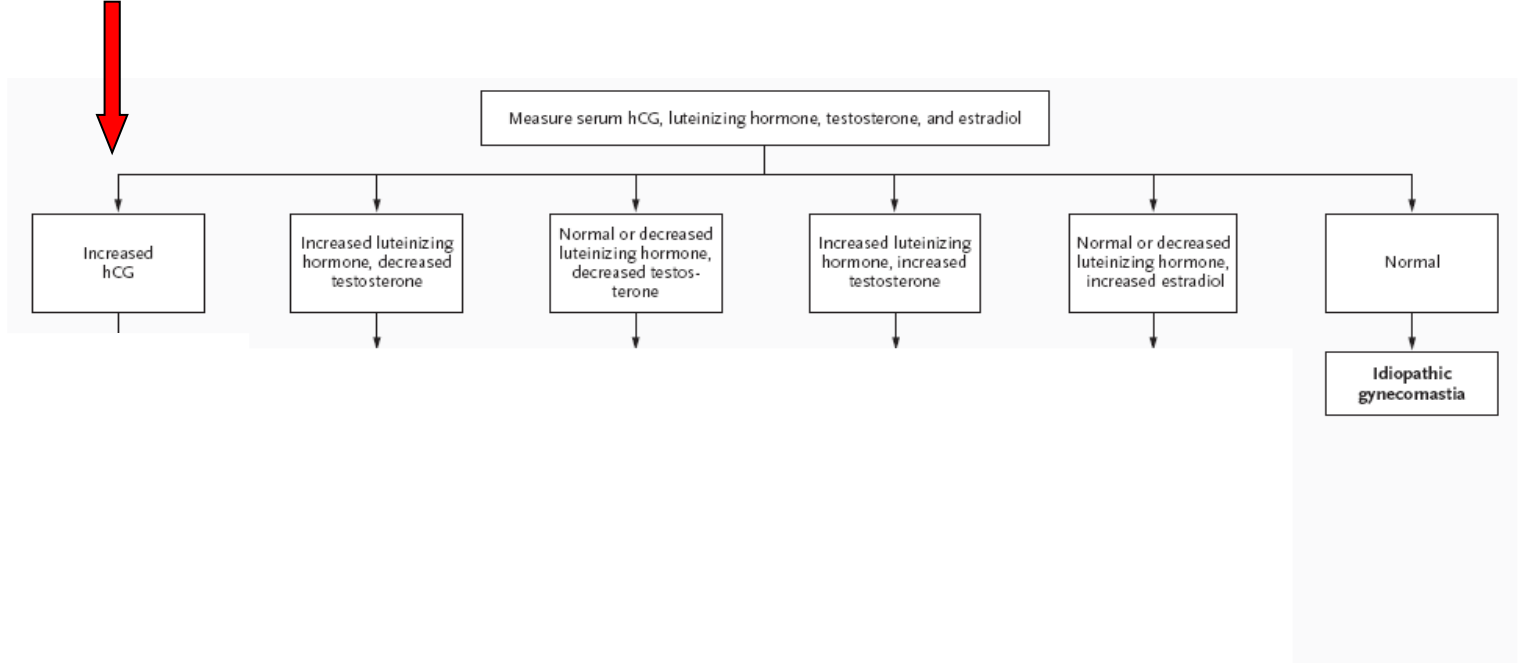 Measure serum hCG, luteinizing hormone, testosterone, and estradiol
Increased
hCG
Increased luteinizing
hormone, decreased
testosterone
Normal or decreased
luteinizing hormone,
decreased testos-
terone
Increased luteinizing
hormone, increased
testosterone
Normal or decreased
luteinizing hormone,
increased estradiol
Normal
Idiopathic
gynecomastia